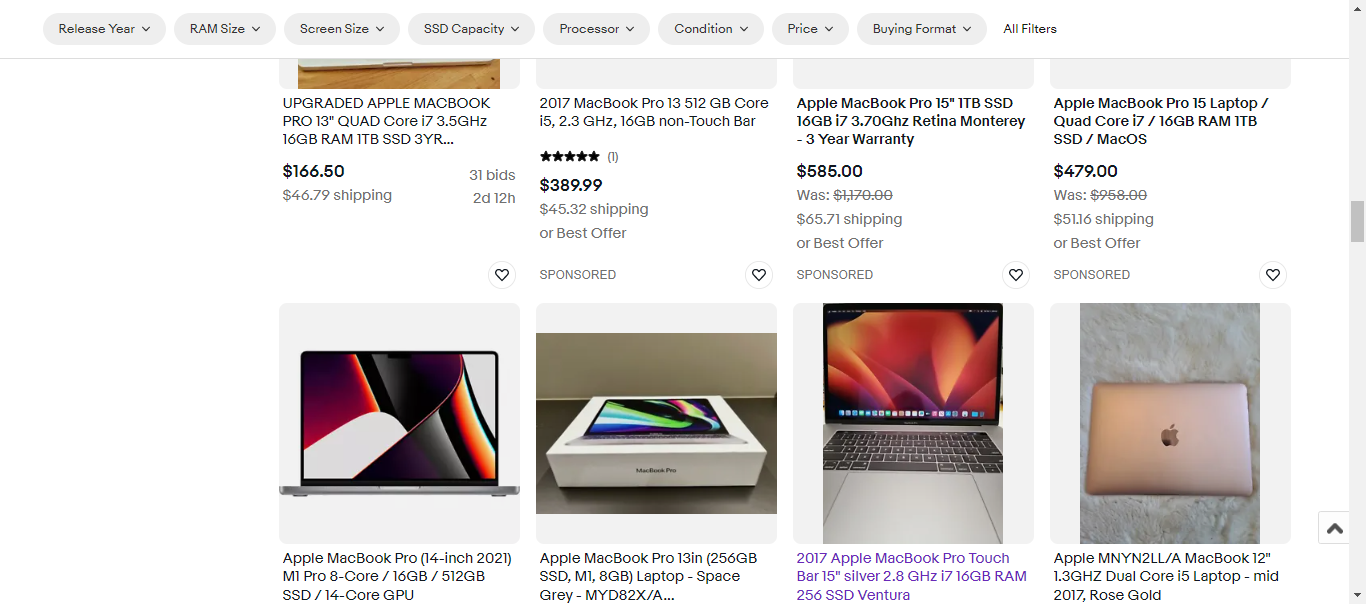 Release Year
RAM Size
Screen Size
SSD Capacity
Processor
Condition
Price
Buying Format
All Filters
UPGRADED APPLE MACBOOK
PRO 13" QUAD Core i7 3.5GHz
16GB RAM 1TB SSD 3YR...
$166.50
31 bids
$46.79 shipping
2d 12h
2017 MacBook Pro 13 512 GB Core
i5, 2.3 GHz, 16GB non-Touch Bar
(1)
$389.99
$45.32 shipping
or Best Offer
SPONSORED
Apple MacBook Pro 15" 1TB SSD
16GB i7 3.70Ghz Retina Monterey
- 3 Year Warranty
$585.00
Was: $1,170.00
$65.71 shipping
or Best Offer
SPONSORED
Apple MacBook Pro 15 Laptop /
Quad Core i7 / 16GB RAM 1TB
SSD / MacOS
$479.00
Was: $958.00
$51.16 shipping
or Best Offer
SPONSORED
MacBook Pro
Apple MacBook Pro (14-inch 2021)
M1 Pro 8-Core / 16GB / 512GB
SSD / 14-Core GPU
Apple MacBook Pro 13in (256GB
SSD, M1, 8GB) Laptop - Space
Grey - MYD82X/A...
2017 Apple MacBook Pro Touch
Bar 15" silver 2.8 GHz i7 16GB RAM
256 SSD Ventura
Apple MNYN2LL/A MacBook 12"
1.3GHZ Dual Core i5 Laptop - mid
2017, Rose Gold